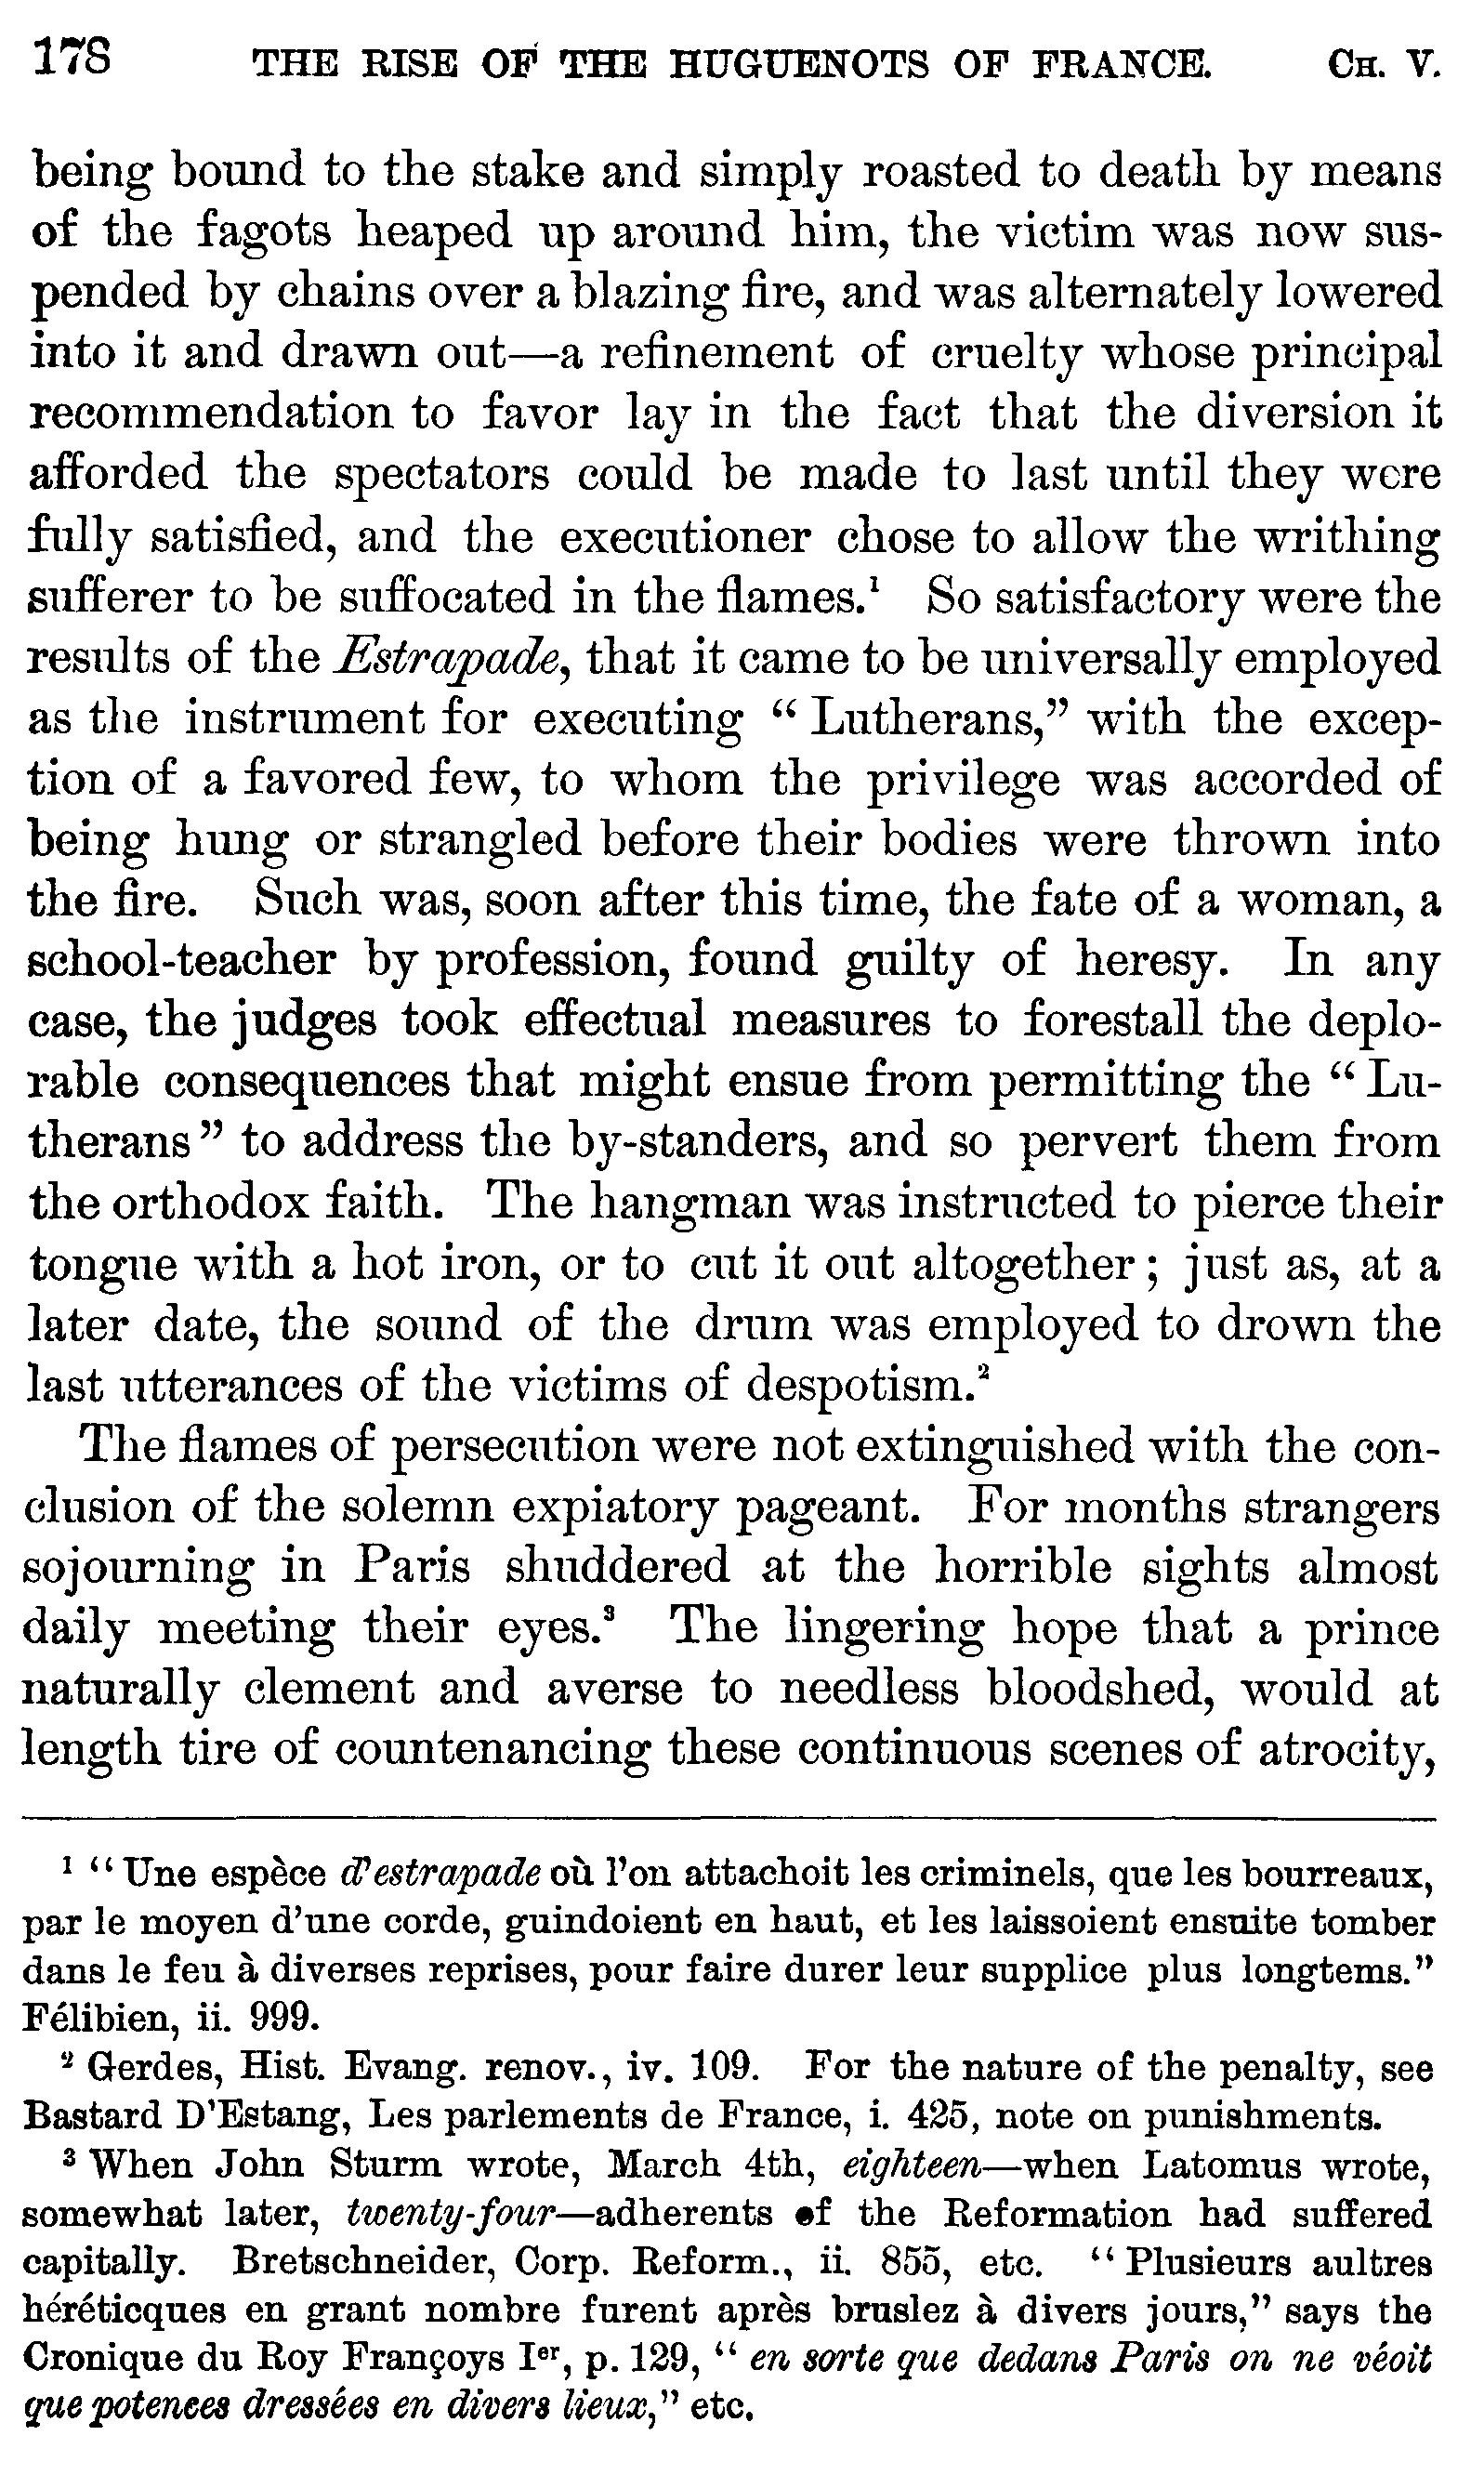 178 THE RISE OF THE HUGUENOTS OF FRANCE. CH. V.
being bound to the stake and simply roasted to death by means
of the fagots heaped up around him, the victim was now sus-
pended by chains over a blazing fire, and was alternately lowered
into it and drawn out—a refinement of cruelty whose principal
recommendation to favor lay in the fact that the diversion it
afforded the spectators could be made to last until they were
fully satisfied, and the executioner chose to allow the writhing
sufferer to be suffocated in the flames.¹ So satisfactory were the
results of the Estrapade, that it came to be universally employed
as the instrument for executing “Lutherans,” with the excep-
tion of a favored few, to whom the privilege was accorded of
being hung or strangled before their bodies were thrown into
the fire. Such was, soon after this time, the fate of a woman, a
school-teacher by profession, found guilty of heresy. In any
case, the judges took effectual measures to forestall the deplo-
rable consequences that might ensue from permitting the “Lu-
therans” to address the by-standers, and so pervert them from
the orthodox faith. The hangman was instructed to pierce their
tongue with a hot iron, or to cut it out altogether; just as, at a
later date, the sound of the drum was employed to drown the
last utterances of the victims of despotism.²
The flames of persecution were not extinguished with the con-
clusion of the solemn expiatory pageant. For months strangers
sojourning in Paris shuddered at the horrible sights almost
daily meeting their eyes.³ The lingering hope that a prince
naturally clement and averse to needless bloodshed, would at
length tire of countenancing these continuous scenes of atrocity,
¹ “Une espèce d’estrapade où l’on attachoit les criminels, que les bourreaux,
par le moyen d’une corde, guindoient en haut, et les laissoient ensuite tomber
dans le feu à diverses reprises, pour faire durer leur supplice plus longtems.”
Félibien, ii. 999.
² Gerdes, Hist. Evang. renov., iv. 109. For the nature of the penalty, see
Bastard D’Estang, Les parlements de France, i. 425, note on punishments.
³ When John Sturm wrote, March 4th, eighteen—when Latomus wrote,
somewhat later, twenty-four—adherents of the Reformation had suffered
capitally. Bretschneider, Corp. Reform., ii. 855, etc. “Plusieurs aultres
héréticques en grant nombre furent après bruslez à divers jours,” says the
Cronique du Roy Françoys Iᵉʳ, p. 129, “en sorte que dedans Paris on ne véoit
que potences dressées en divers lieux,” etc.